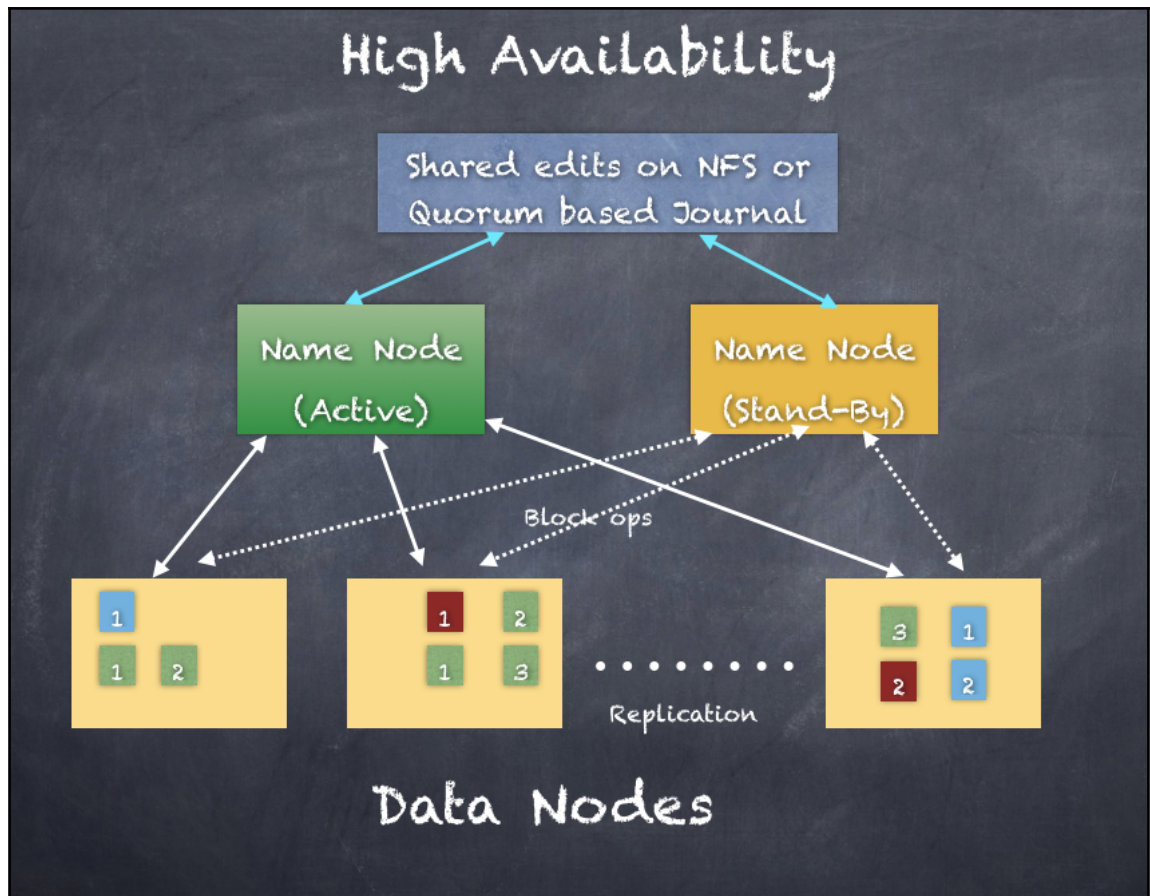 High Availability
Shared edits on NFS or
Quorum based Journal
Name Node
(Active)
Name Node
(Stand-By)
Block ops
1
1 2
1 2
1 3
3 1
2 2
Replication
Data Nodes